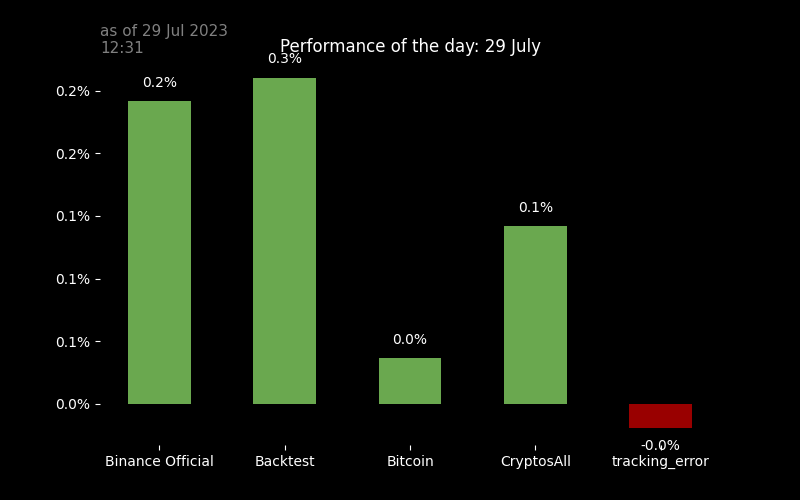 as of 29 Jul 2023
12:31
Performance of the day: 29 July
0.3%
0.2%
0.2%
0.2%
0.1%
0.1%
0.1%
0.1%
0.0%
0.0%
-0.0%
Binance Official
Backtest
Bitcoin
CryptosAll
tracking_error